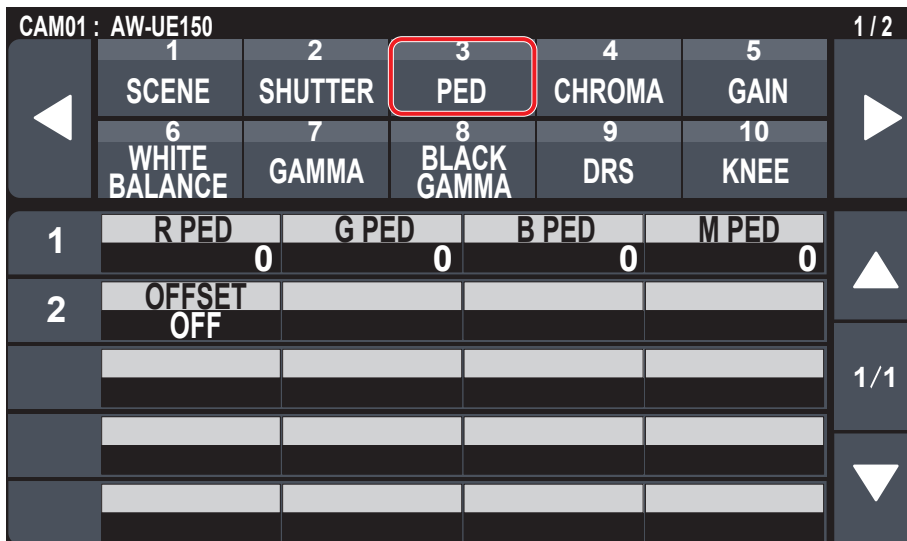 CAM01 : AW-UE150 1 / 2
1 2 3 4 5
SCENE SHUTTER PED CHROMA GAIN
6 7 8 9 10
WHITE BALANCE GAMMA BLACK GAMMA DRS KNEE
1 R PED G PED B PED M PED
0 0 0 0
2 OFFSET
OFF
1/1